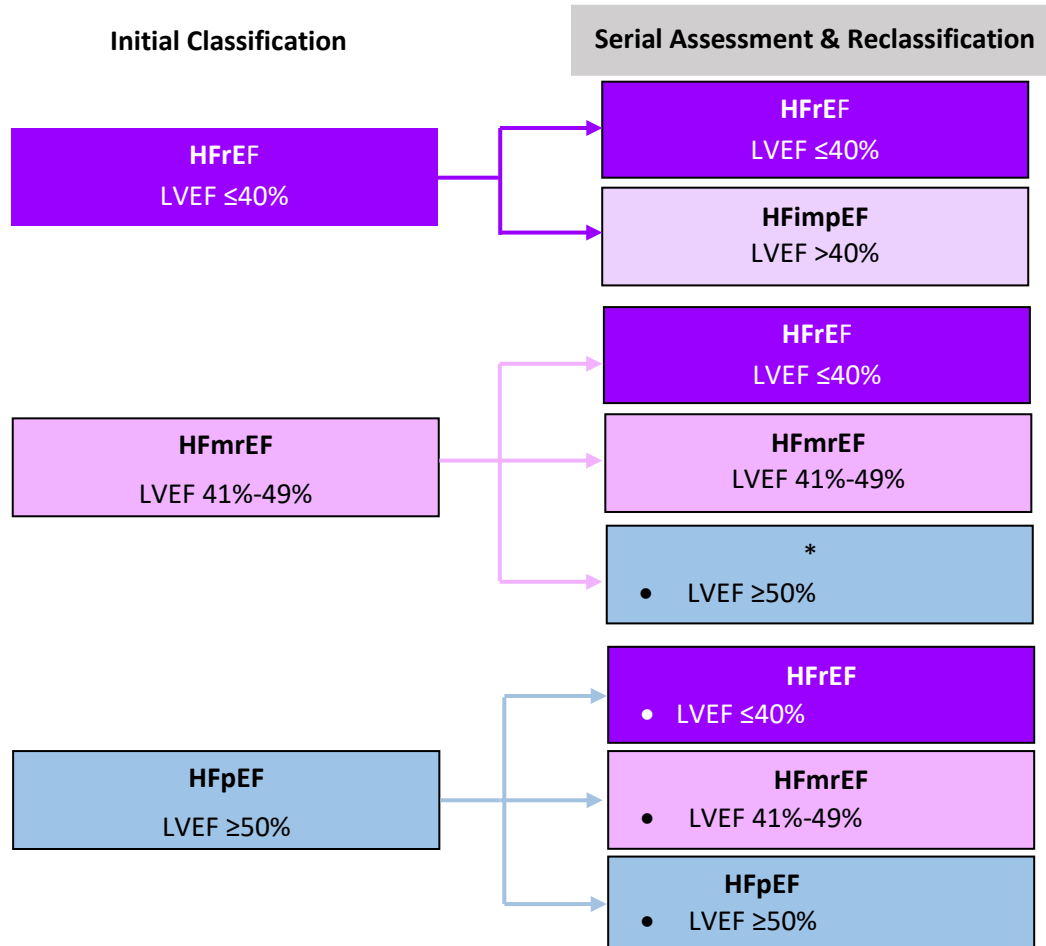 Initial Classification
Serial Assessment & Reclassification
HFrEF
LVEF ≤40%
HFrEF
LVEF ≤40%
HFimpEF
LVEF >40%
HFmrEF
LVEF 41%-49%
HFrEF
LVEF ≤40%
HFmrEF
LVEF 41%-49%
*
• LVEF ≥50%
HFpEF
LVEF ≥50%
HFrEF
• LVEF ≤40%
HFmrEF
• LVEF 41%-49%
HFpEF
• LVEF ≥50%